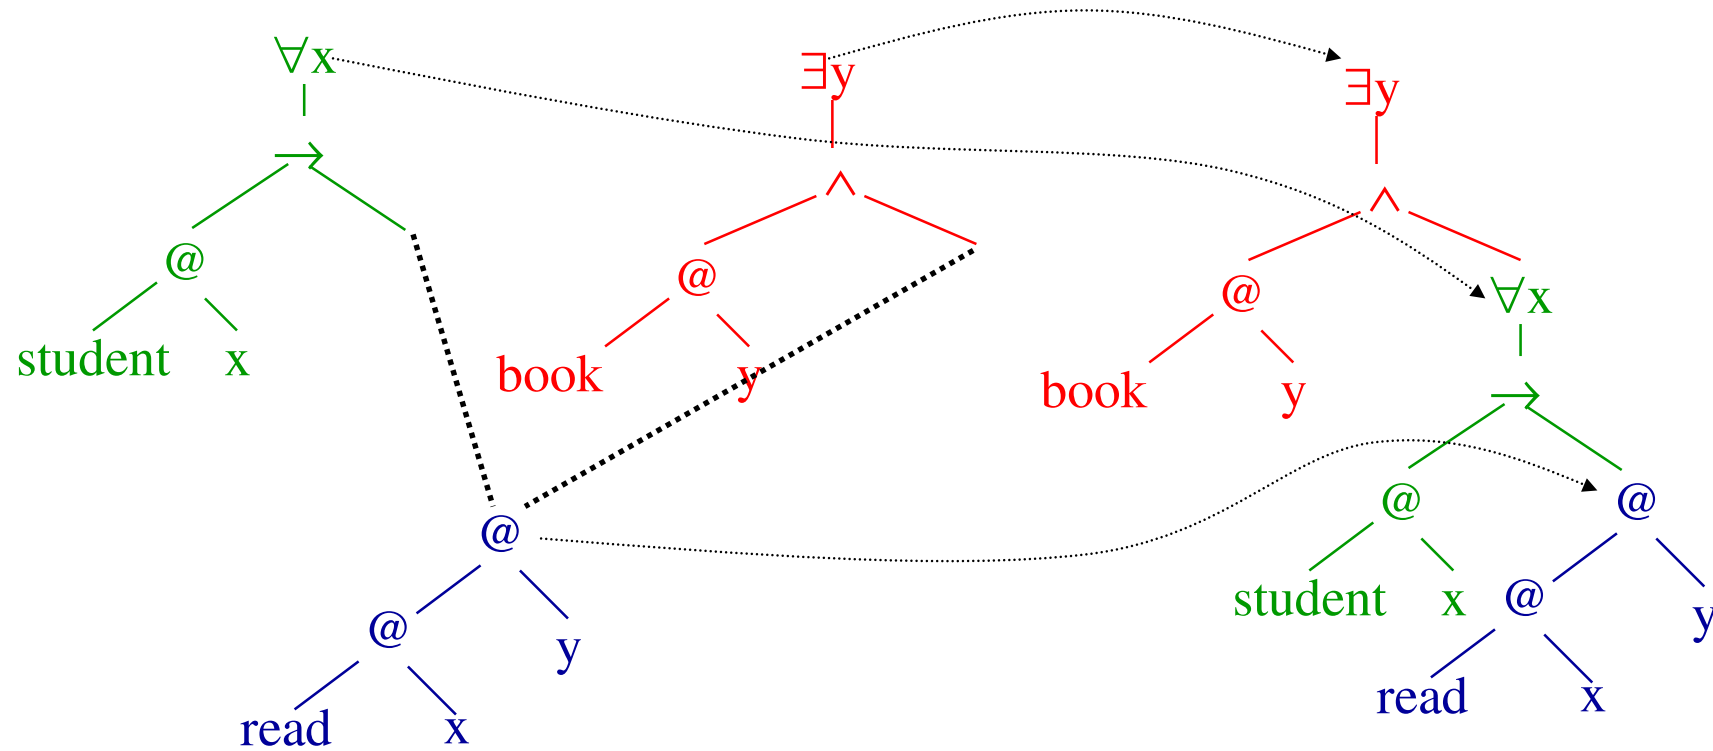 ∀x
∃y
∃y
→
∧
∧
@
@
@
∀x
student x
book y
book y
→
@
@
@
@
student x
@
y
@
y
read x
read x